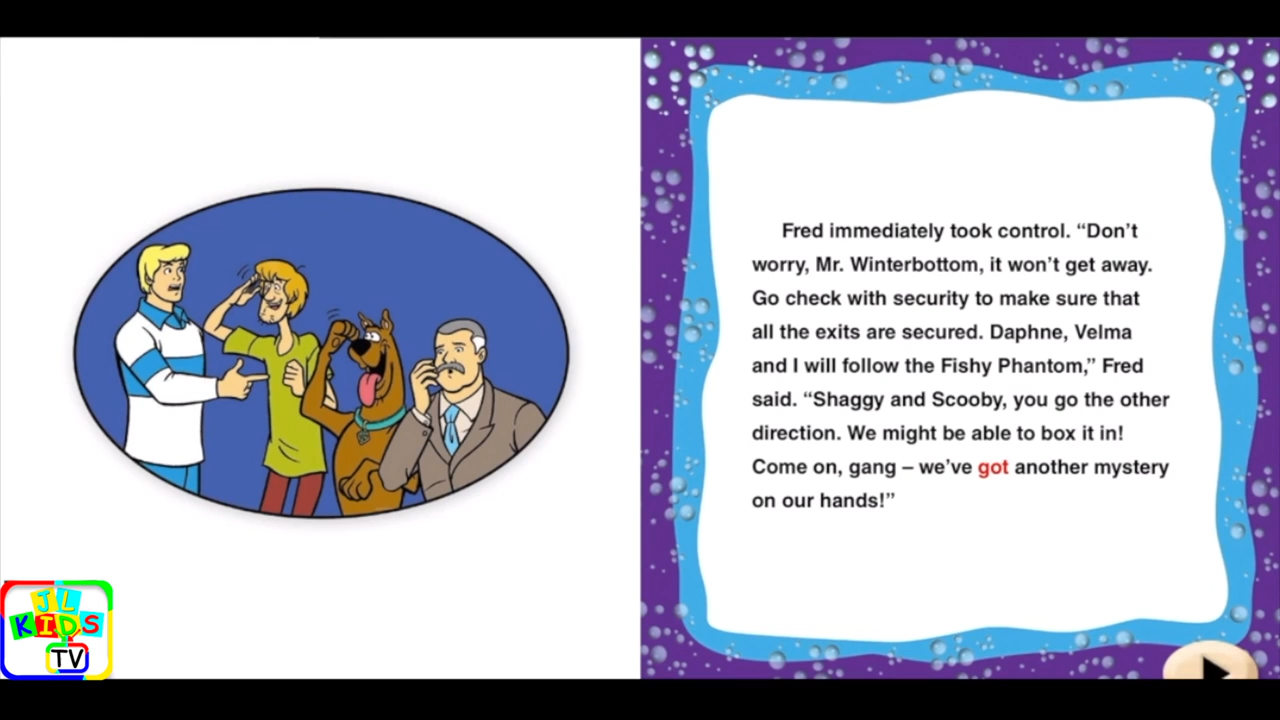 Fred immediately took control. “Don’t
worry, Mr. Winterbottom, it won’t get away.
Go check with security to make sure that
all the exits are secured. Daphne, Velma
and I will follow the Fishy Phantom,” Fred
said. “Shaggy and Scooby, you go the other
direction. We might be able to box it in!
Come on, gang – we’ve got another mystery
on our hands!”
JL
KIDS
TV